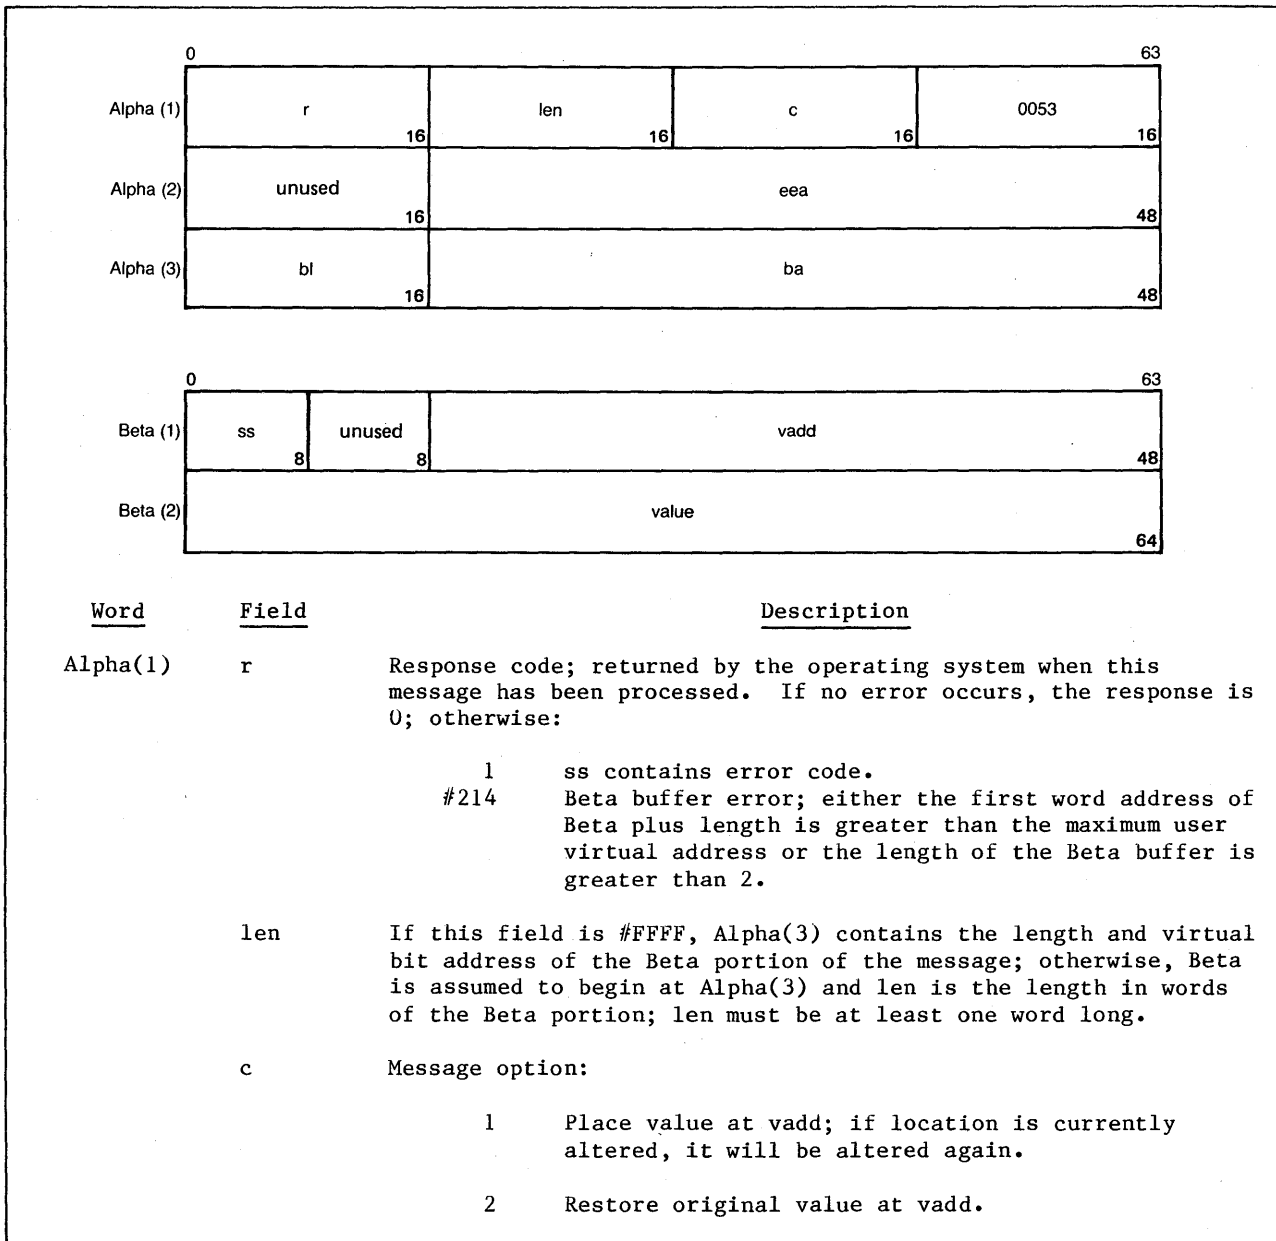 0 63
Alpha (1) r 16 len 16 c 16 0053 16
Alpha (2) unused 16 eea 48
Alpha (3) bl 16 ba 48
0 63
Beta (1) ss 8 unused 8 vadd 48
Beta (2) value 64
Word Field Description
Alpha(1) r Response code; returned by the operating system when this
message has been processed. If no error occurs, the response is
0; otherwise:
1 ss contains error code.
#214 Beta buffer error; either the first word address of
Beta plus length is greater than the maximum user
virtual address or the length of the Beta buffer is
greater than 2.
len If this field is #FFFF, Alpha(3) contains the length and virtual
bit address of the Beta portion of the message; otherwise, Beta
is assumed to begin at Alpha(3) and len is the length in words
of the Beta portion; len must be at least one word long.
c Message option:
1 Place value at vadd; if location is currently
altered, it will be altered again.
2 Restore original value at vadd.